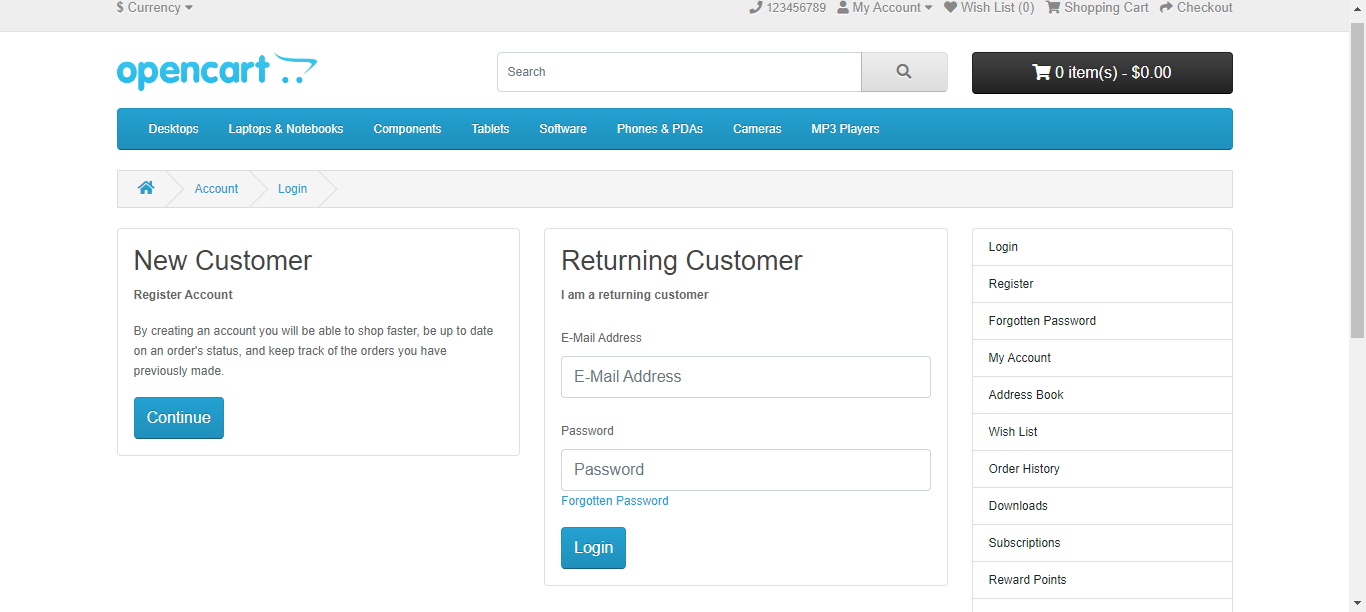 $ Currency
123456789 My Account Wish List (0) Shopping Cart Checkout
opencart
Search
0 item(s) - $0.00
Desktops Laptops & Notebooks Components Tablets Software Phones & PDAs Cameras MP3 Players
Account Login
New Customer
Register Account
By creating an account you will be able to shop faster, be up to date
on an order's status, and keep track of the orders you have
previously made.
Continue
Returning Customer
I am a returning customer
E-Mail Address
E-Mail Address
Password
Password
Forgotten Password
Login
Login
Register
Forgotten Password
My Account
Address Book
Wish List
Order History
Downloads
Subscriptions
Reward Points